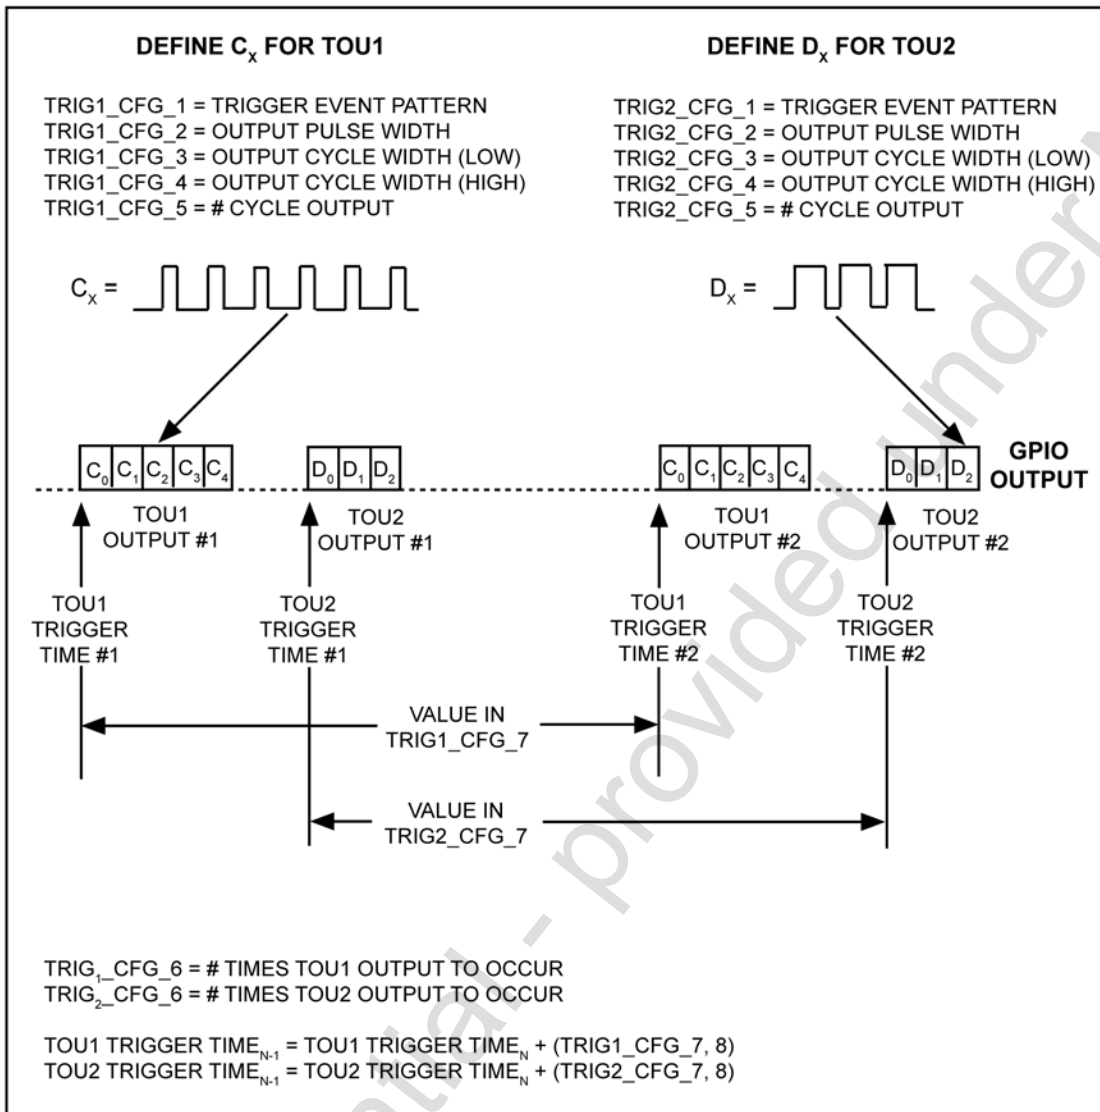 DEFINE Cx FOR TOU1
TRIG1_CFG_1 = TRIGGER EVENT PATTERN
TRIG1_CFG_2 = OUTPUT PULSE WIDTH
TRIG1_CFG_3 = OUTPUT CYCLE WIDTH (LOW)
TRIG1_CFG_4 = OUTPUT CYCLE WIDTH (HIGH)
TRIG1_CFG_5 = # CYCLE OUTPUT
DEFINE Dx FOR TOU2
TRIG2_CFG_1 = TRIGGER EVENT PATTERN
TRIG2_CFG_2 = OUTPUT PULSE WIDTH
TRIG2_CFG_3 = OUTPUT CYCLE WIDTH (LOW)
TRIG2_CFG_4 = OUTPUT CYCLE WIDTH (HIGH)
TRIG2_CFG_5 = # CYCLE OUTPUT
Cx =
Dx =
C0 C1 C2 C3 C4
D0 D1 D2
C0 C1 C2 C3 C4
D0 D1 D2
GPIO
OUTPUT
TOU1
OUTPUT #1
TOU2
OUTPUT #1
TOU1
OUTPUT #2
TOU2
OUTPUT #2
TOU1
TRIGGER
TIME #1
TOU2
TRIGGER
TIME #1
TOU1
TRIGGER
TIME #2
TOU2
TRIGGER
TIME #2
VALUE IN
TRIG1_CFG_7
VALUE IN
TRIG2_CFG_7
TRIG1_CFG_6 = # TIMES TOU1 OUTPUT TO OCCUR
TRIG2_CFG_6 = # TIMES TOU2 OUTPUT TO OCCUR
TOU1 TRIGGER TIMEN-1 = TOU1 TRIGGER TIMEN + (TRIG1_CFG_7, 8)
TOU2 TRIGGER TIMEN-1 = TOU2 TRIGGER TIMEN + (TRIG2_CFG_7, 8)
ntial - provided under